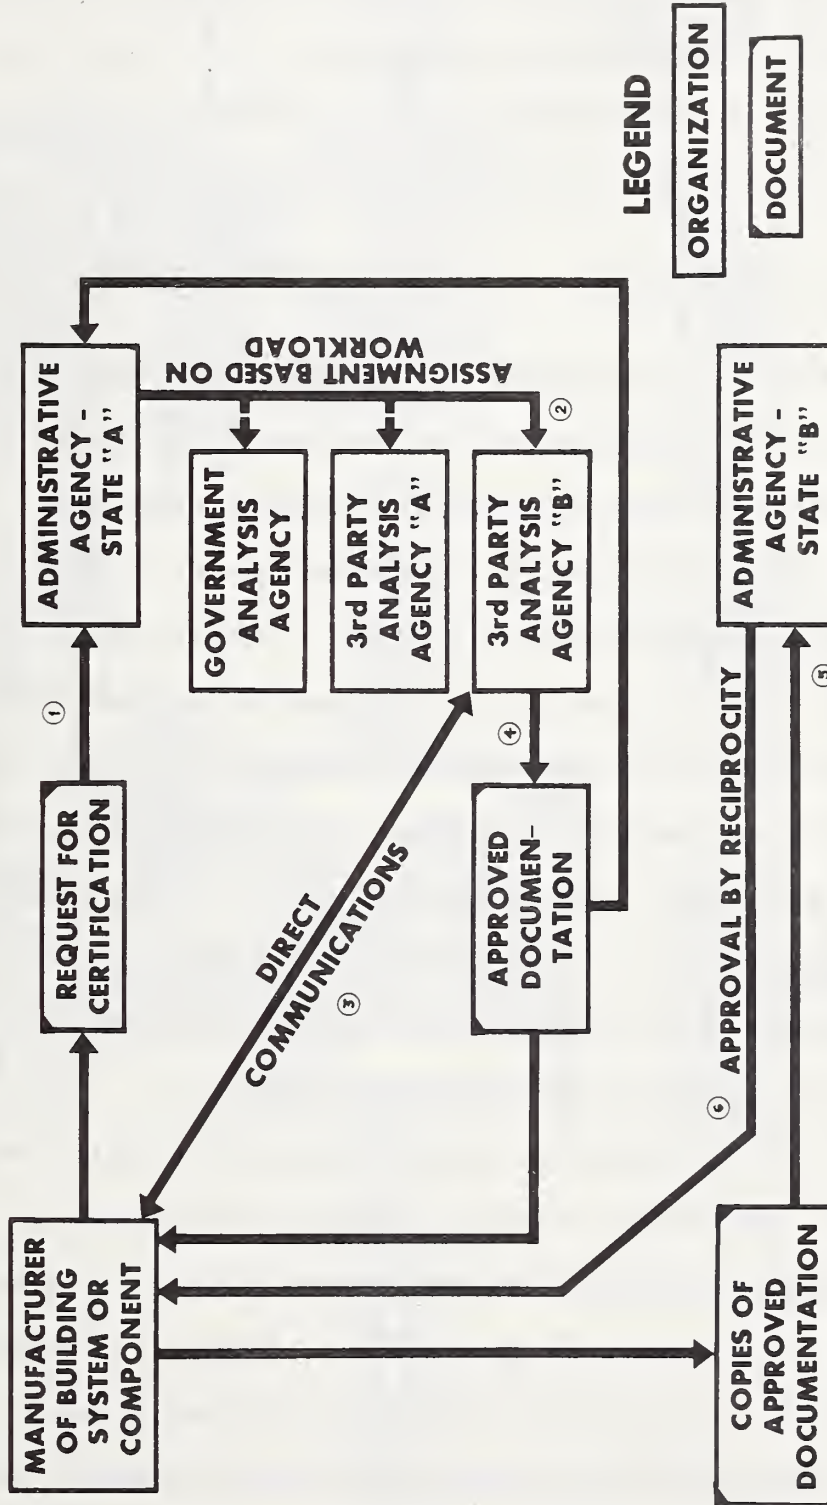 MANUFACTURER
OF BUILDING
SYSTEM OR
COMPONENT
REQUEST FOR
CERTIFICATION
①
ADMINISTRATIVE
AGENCY -
STATE "A"
ASSIGNMENT BASED ON
WORKLOAD
GOVERNMENT
ANALYSIS
AGENCY
3rd PARTY
ANALYSIS
AGENCY "A"
3rd PARTY
ANALYSIS
AGENCY "B"
②
DIRECT
COMMUNICATIONS
③
④
APPROVED
DOCUMEN-
TATION
⑥ APPROVAL BY RECIPROCITY
COPIES OF
APPROVED
DOCUMENTATION
⑤
ADMINISTRATIVE
AGENCY -
STATE "B"
LEGEND
ORGANIZATION
DOCUMENT